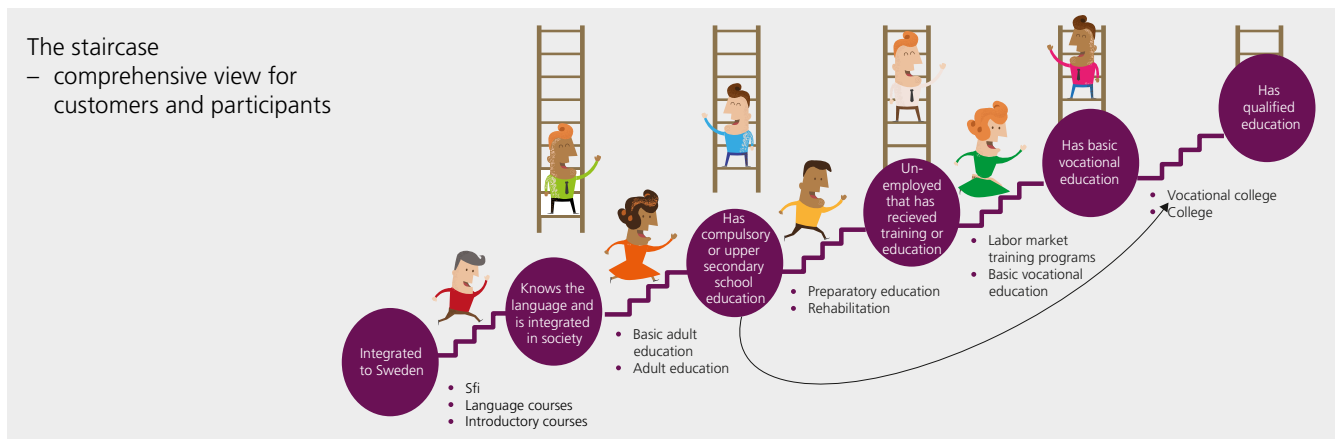 The staircase
– comprehensive view for
customers and participants
Integrated
to Sweden
• Sfi
• Language courses
• Introductory courses
Knows the
language and
is integrated
in society
• Basic adult
education
• Adult education
Has
compulsory
or upper
secondary
school
education
• Preparatory education
• Rehabilitation
Un-
employed
that has
recieved
training or
education
• Labor market
training programs
• Basic vocational
education
Has basic
vocational
education
• Vocational college
• College
Has
qualified
education